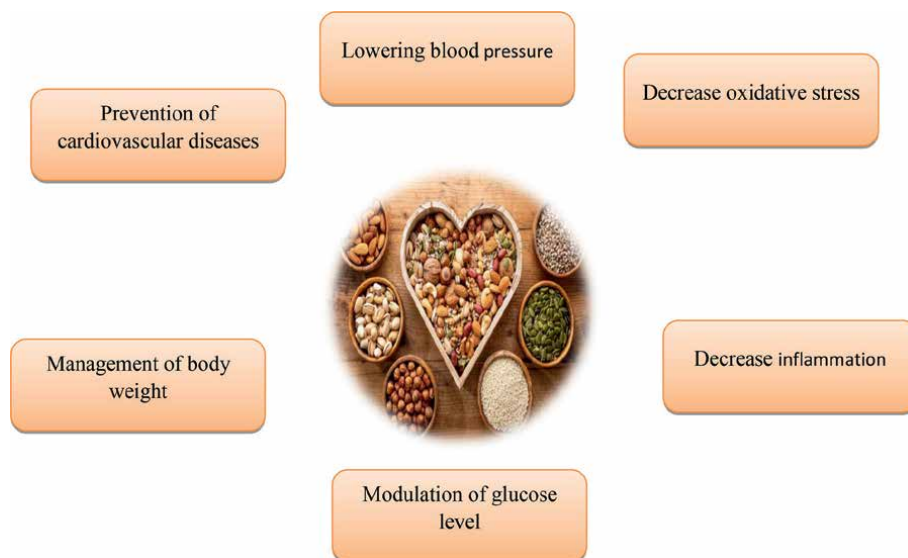 Lowering blood pressure
Decrease oxidative stress
Prevention of
cardiovascular diseases
Management of body
weight
Decrease inflammation
Modulation of glucose
level